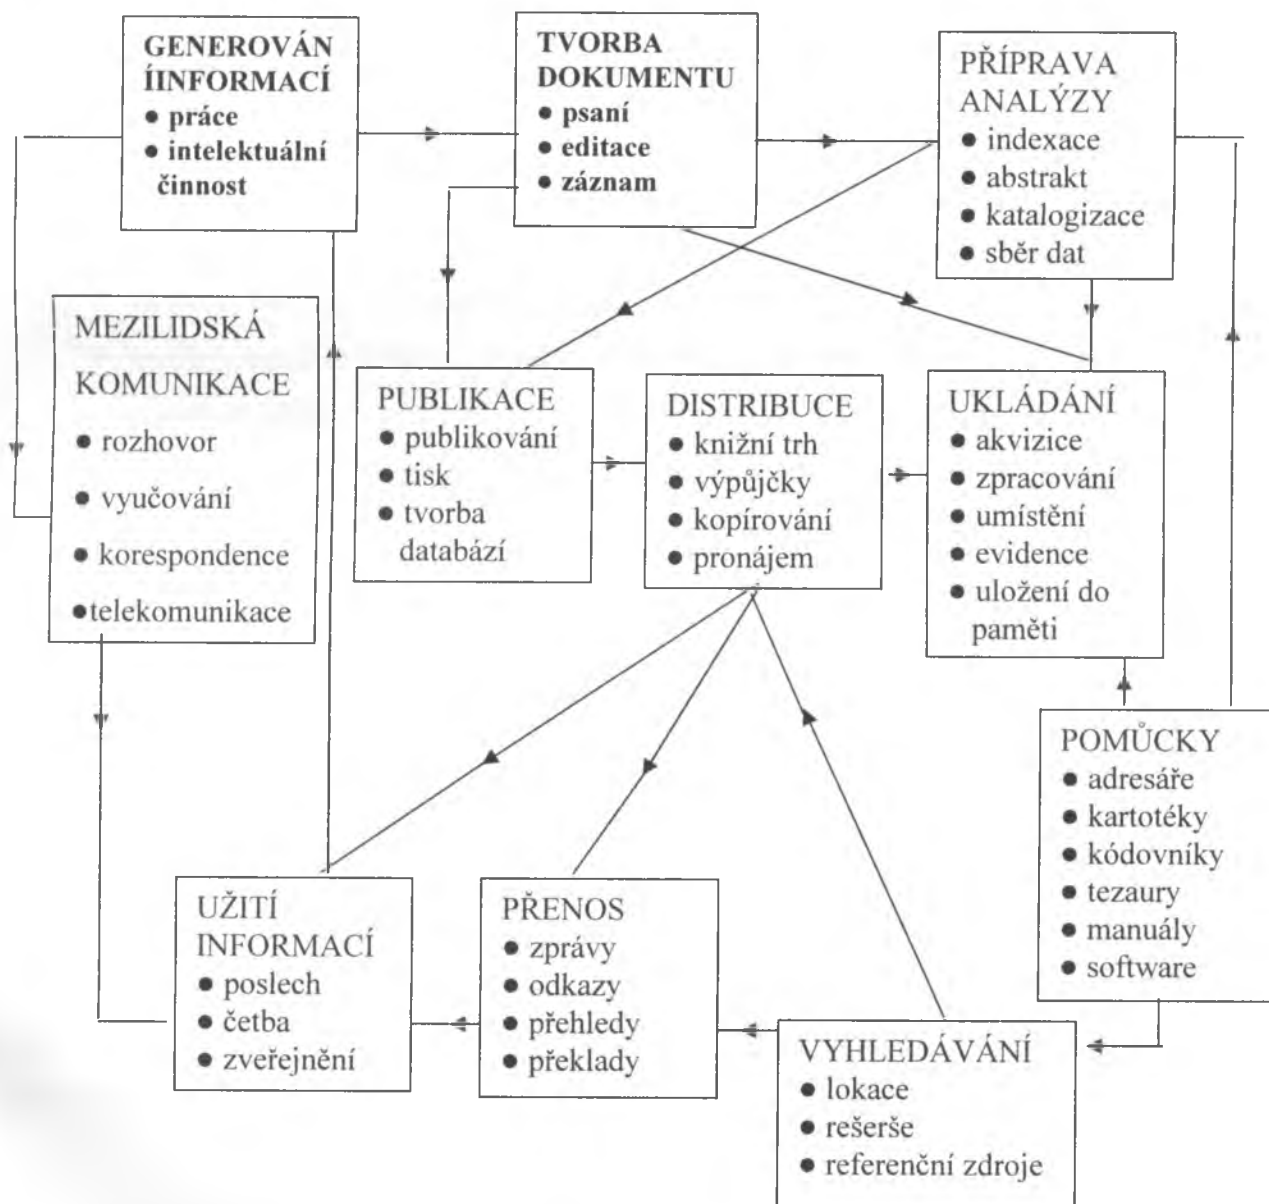 GENEROVÁN
ÍINFORMACÍ
● práce
● intelektuální
činnost
TVORBA
DOKUMENTU
● psaní
● editace
● záznam
PŘÍPRAVA
ANALÝZY
● indexace
● abstrakt
● katalogizace
● sběr dat
MEZILIDSKÁ
KOMUNIKACE
● rozhovor
● vyučování
● korespondence
●telekomunikace
PUBLIKACE
● publikování
● tisk
● tvorba
databází
DISTRIBUCE
● knižní trh
● výpůjčky
● kopírování
● pronájem
UKLÁDÁNÍ
● akvizice
● zpracování
● umístění
● evidence
● uložení do
paměti
POMŮCKY
● adresáře
● kartotéky
● kódovníky
● tezaury
● manuály
● software
UŽITÍ
INFORMACÍ
● poslech
● četba
● zveřejnění
PŘENOS
● zprávy
● odkazy
● přehledy
● překlady
VYHLEDÁVÁNÍ
● lokace
● rešerše
● referenční zdroje